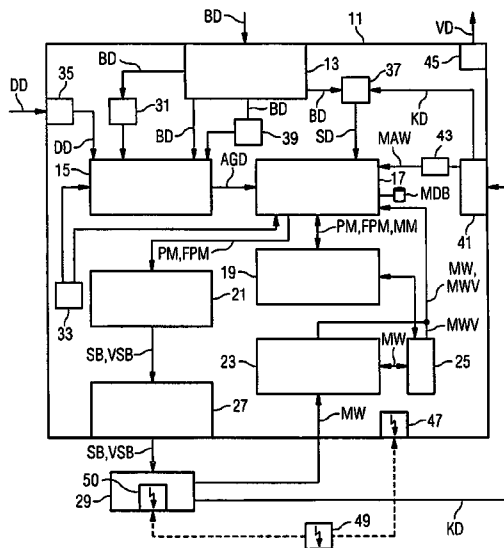 BD
11
VD
DD
35
BD
13
37
45
31
BD
BD
BD
KD
DD
39
SD
43
15
AGD
MAW
17
MDB
41
PM,FPM
PM,FPM,MM
33
21
19
MW,
MWV
SB,VSB
23
MW
MWV
25
27
MW
47
SB,VSB
50
29
49
KD